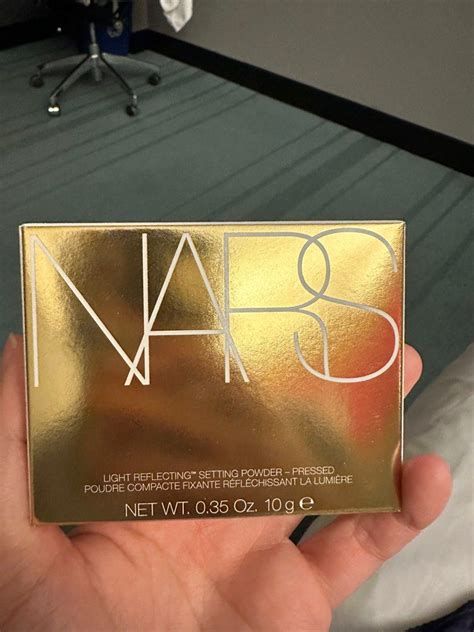 NARS
LIGHT REFLECTING™ SETTING POWDER – PRESSED
POUDRE COMPACTE FIXANTE RÉFLÉCHISSANT LA LUMIÈRE
NET WT. 0.35 Oz. 10 g ℮